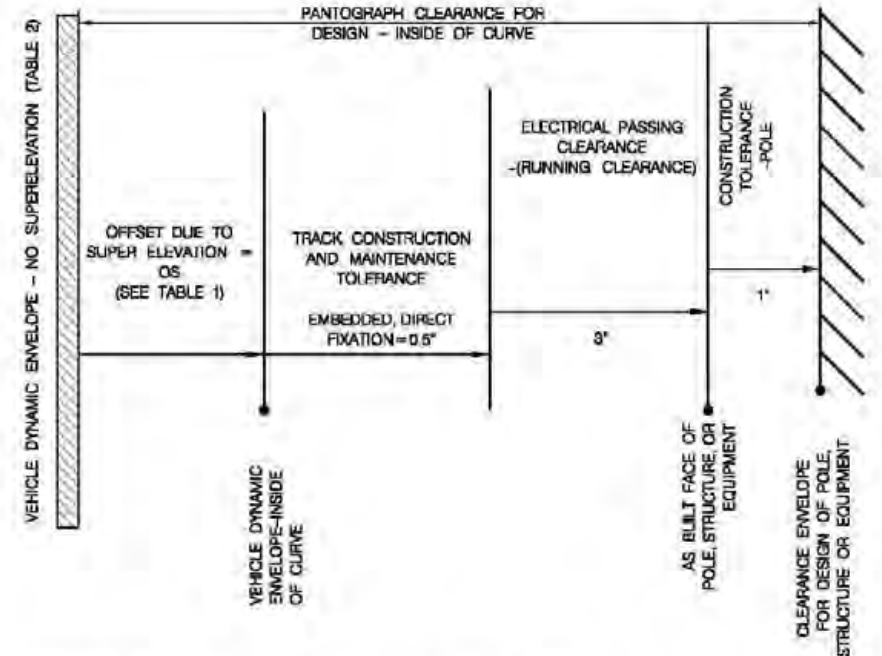 PANTOGRAPH CLEARANCE FOR
DESIGN - INSIDE OF CURVE
VEHICLE DYNAMIC ENVELOPE - NO SUPERELEVATION (TABLE 2)
OFFSET DUE TO
SUPER ELEVATION =
OS
(SEE TABLE 1)
TRACK CONSTRUCTION
AND MAINTENANCE
TOLERANCE
EMBEDDED, DIRECT
FIXATION=0.5"
ELECTRICAL PASSING
CLEARANCE
-(RUNNING CLEARANCE)
3"
CONSTRUCTION
TOLERANCE
-POLE
1"
VEHICLE DYNAMIC
ENVELOPE-INSIDE
OF CURVE
AS BUILT FACE OF
POLE, STRUCTURE, OR
EQUIPMENT
CLEARANCE ENVELOPE
FOR DESIGN OF POLE,
STRUCTURE OR EQUIPMENT